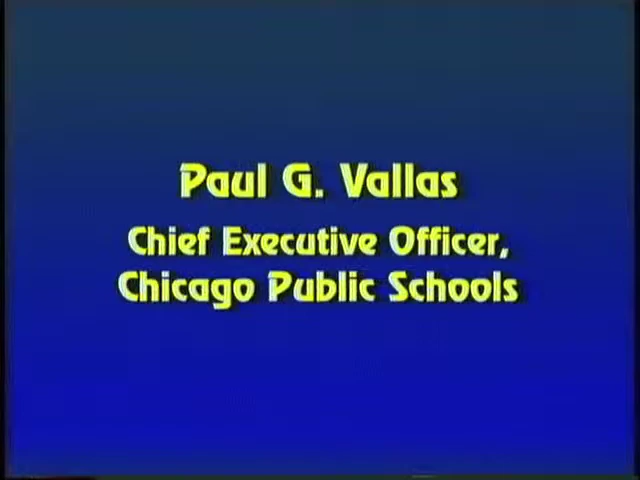 Paul G. Vallas
Chief Executive Officer,
Chicago Public Schools